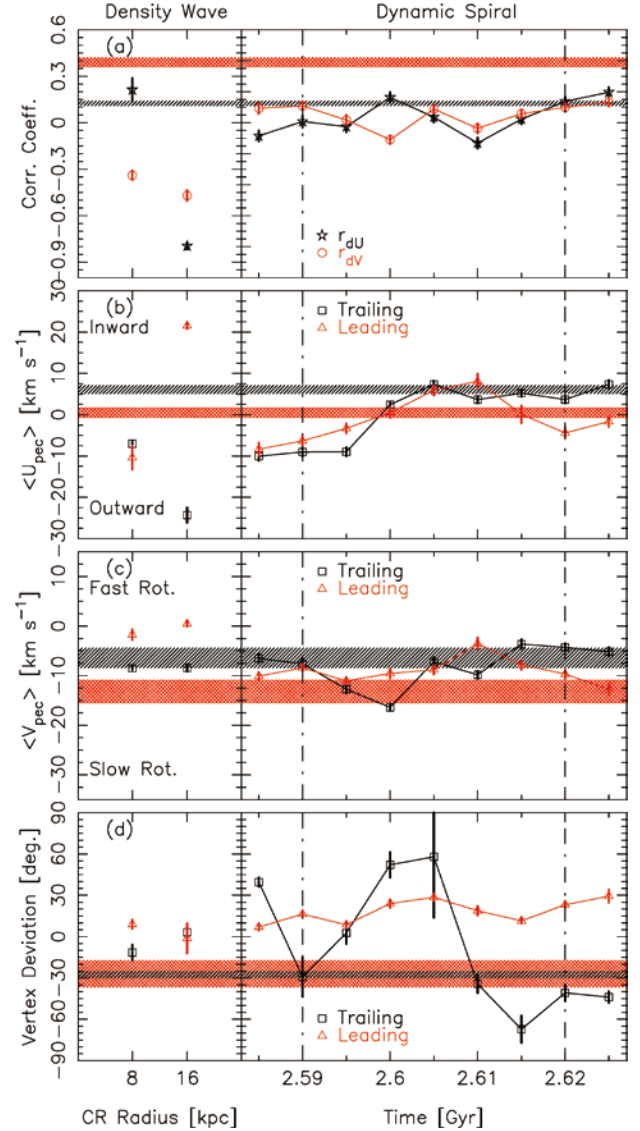 Density Wave Dynamic Spiral
(a)
0.6
0.3
0
−0.3
−0.6
−0.9
Corr. Coeff.
r_dU
r_dV
(b)
30
20
10
0
−10
−20
−30
<U_pec> [km s⁻¹]
Inward
Outward
Trailing
Leading
(c)
10
0
−10
−20
−30
<V_pec> [km s⁻¹]
Fast Rot.
Slow Rot.
Trailing
Leading
(d)
90
60
30
0
−30
−60
−90
Vertex Deviation [deg.]
Trailing
Leading
8 16 2.59 2.6 2.61 2.62
CR Radius [kpc] Time [Gyr]